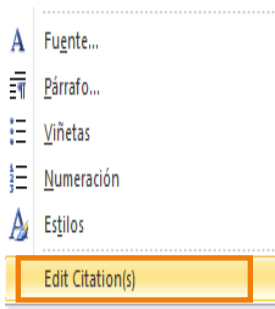 Fuente...
Párrafo...
Viñetas
Numeración
Estilos
Edit Citation(s)